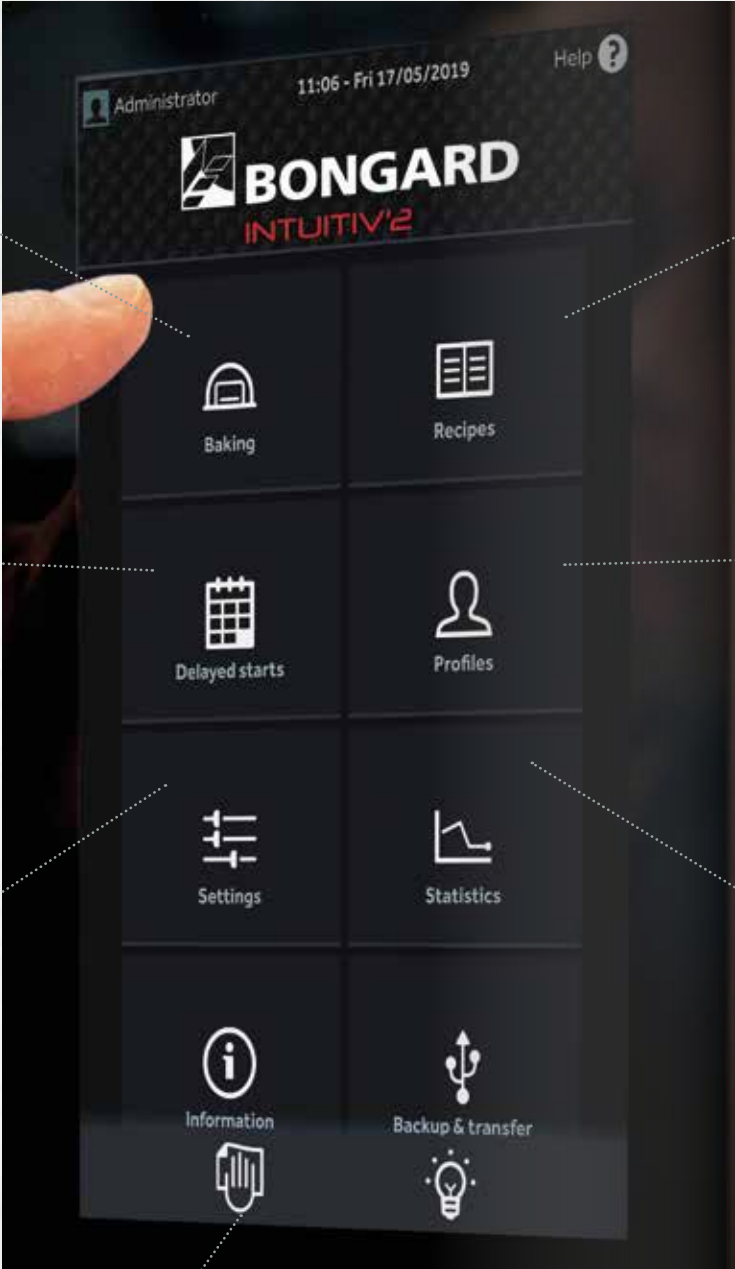 Administrator
11:06 - Fri 17/05/2019
Help ?
BONGARD
INTUITIV'2
Baking
Recipes
Delayed starts
Profiles
Settings
Statistics
Information
Backup & transfer